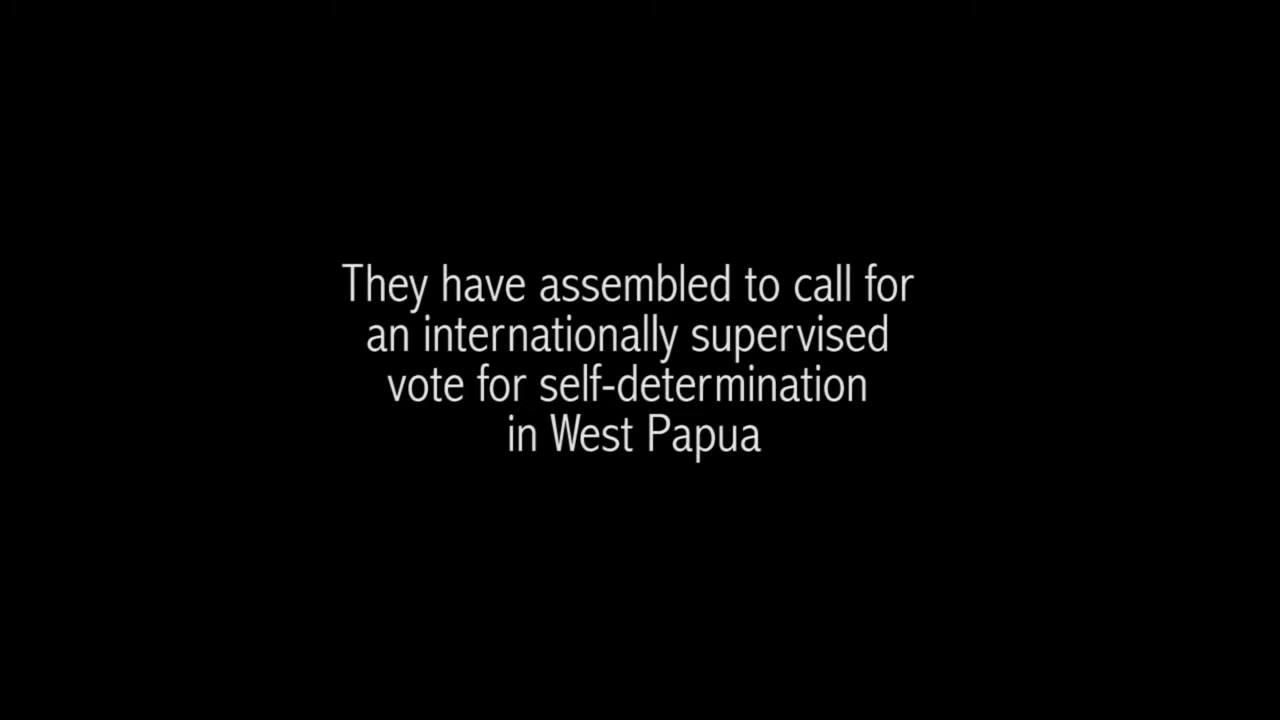 They have assembled to call for
an internationally supervised
vote for self-determination
in West Papua